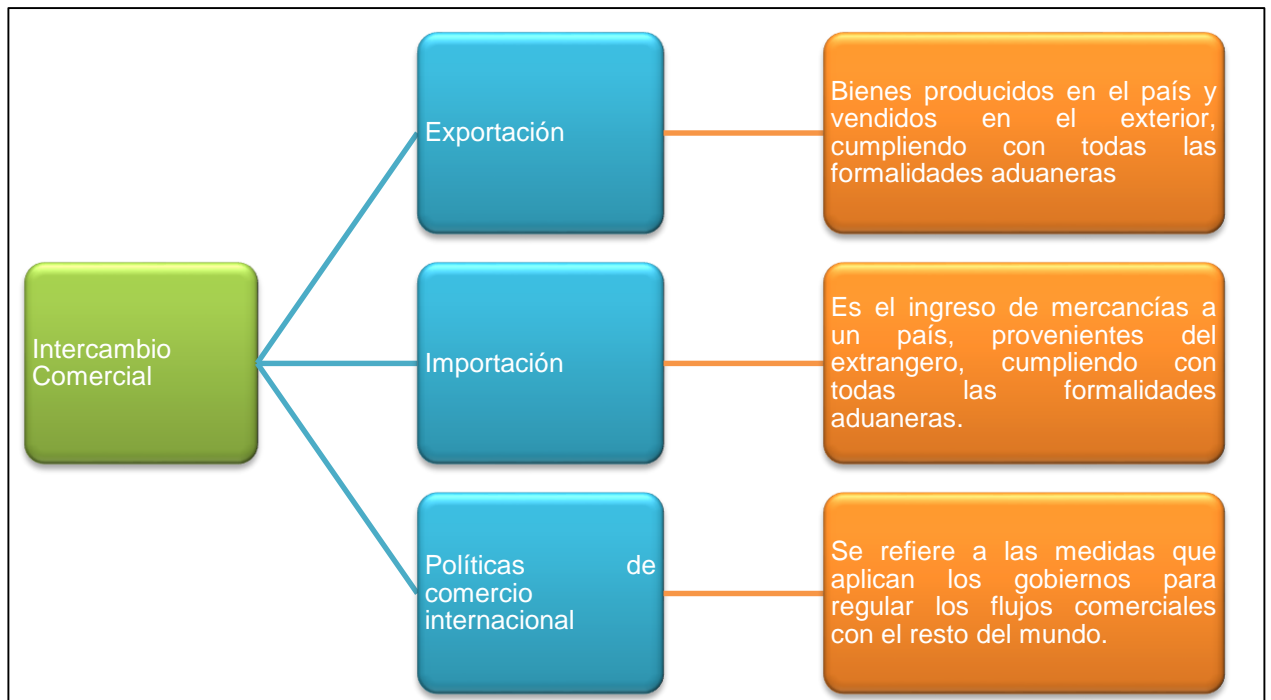 Intercambio
Comercial
Exportación
Bienes producidos en el país y
vendidos en el exterior,
cumpliendo con todas las
formalidades aduaneras
Importación
Es el ingreso de mercancías a
un país, provenientes del
extrangero, cumpliendo con
todas las formalidades
aduaneras.
Políticas de
comercio
internacional
Se refiere a las medidas que
aplican los gobiernos para
regular los flujos comerciales
con el resto del mundo.